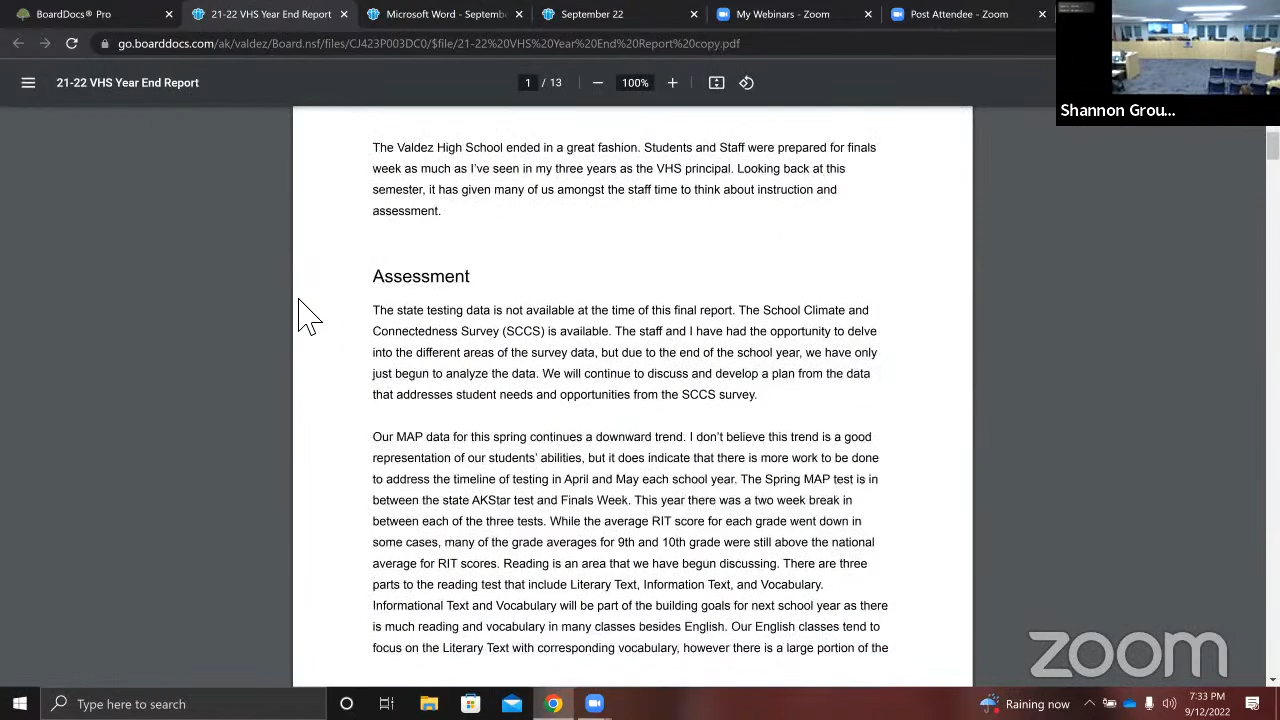 BoardDocs® Pro
21-22 VHS Year End Report
Microsoft Word - Se
September 23
My Webinars - Zoom
Post Attendee - Zoom
go.boarddocs.com/ak/valdez/Board.nsf/files/CJ423P003DC0/$file
20Year%20End%20Report%20copy.pdf
21-22 VHS Year End Report
1 / 13
100%
Shannon Grou...
The Valdez High School ended in a great fashion. Students and Staff were prepared for finals
week as much as I've seen in my three years as the VHS principal. Looking back at this
semester, it has given many of us amongst the staff time to think about instruction and
assessment.
Assessment
The state testing data is not available at the time of this final report. The School Climate and
Connectedness Survey (SCCS) is available. The staff and I have had the opportunity to delve
into the different areas of the survey data, but due to the end of the school year, we have only
just begun to analyze the data. We will continue to discuss and develop a plan from the data
that addresses student needs and opportunities from the SCCS survey.
Our MAP data for this spring continues a downward trend. I don't believe this trend is a good
representation of our students' abilities, but it does indicate that there is more work to be done
to address the timeline of testing in April and May each school year. The Spring MAP test is in
between the state AKStar test and Finals Week. This year there was a two week break in
between each of the three tests. While the average RIT score for each grade went down in
some cases, many of the grade averages for 9th and 10th grade were still above the national
average for RIT scores. Reading is an area that we have begun discussing. There are three
parts to the reading test that include Literary Text, Information Text, and Vocabulary.
Informational Text and Vocabulary will be part of the building goals for next school year as there
is much reading and vocabulary in many classes besides English. Our English classes tend to
focus on the Literary Text with corresponding vocabulary, however there is a large portion of the
zoom
Type here to search
Raining now
7:33 PM
9/12/2022